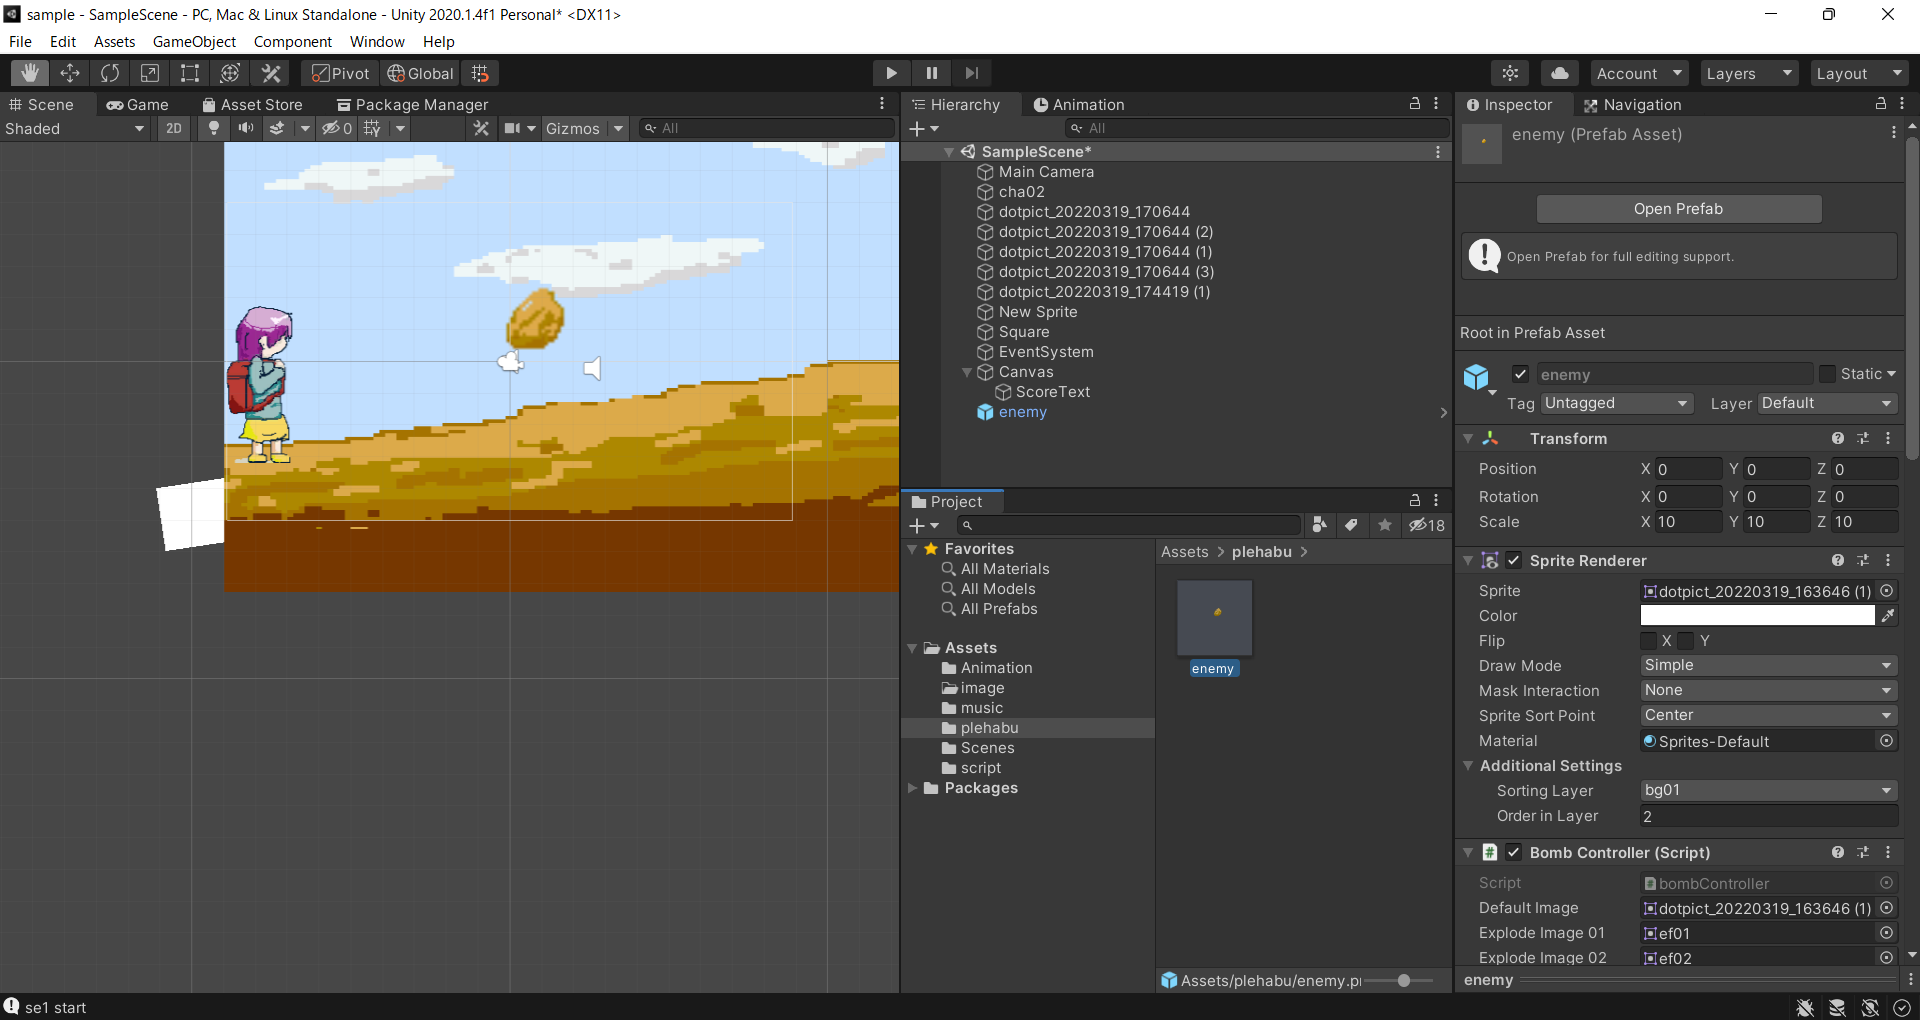 sample - SampleScene - PC, Mac & Linux Standalone - Unity 2020.1.4f1 Personal* <DX11>
File Edit Assets GameObject Component Window Help
Pivot Global Account Layers Layout
Scene Game Asset Store Package Manager
Shaded 2D 0 Gizmos All
Hierarchy Animation
All
SampleScene*
Main Camera
cha02
dotpict_20220319_170644
dotpict_20220319_170644 (2)
dotpict_20220319_170644 (1)
dotpict_20220319_170644 (3)
dotpict_20220319_174419 (1)
New Sprite
Square
EventSystem
Canvas
ScoreText
enemy
Project
18
Favorites
All Materials
All Models
All Prefabs
Assets
Animation
image
music
plehabu
Scenes
script
Packages
Assets > plehabu >
enemy
Assets/plehabu/enemy.p
Inspector Navigation
enemy (Prefab Asset)
Open Prefab
Open Prefab for full editing support.
Root in Prefab Asset
enemy Static
Tag Untagged Layer Default
Transform
Position X 0 Y 0 Z 0
Rotation X 0 Y 0 Z 0
Scale X 10 Y 10 Z 10
Sprite Renderer
Sprite dotpict_20220319_163646 (1)
Color
Flip X Y
Draw Mode Simple
Mask Interaction None
Sprite Sort Point Center
Material Sprites-Default
Additional Settings
Sorting Layer bg01
Order in Layer 2
# Bomb Controller (Script)
Script bombController
Default Image dotpict_20220319_163646 (1)
Explode Image 01 ef01
Explode Image 02 ef02
enemy
se1 start